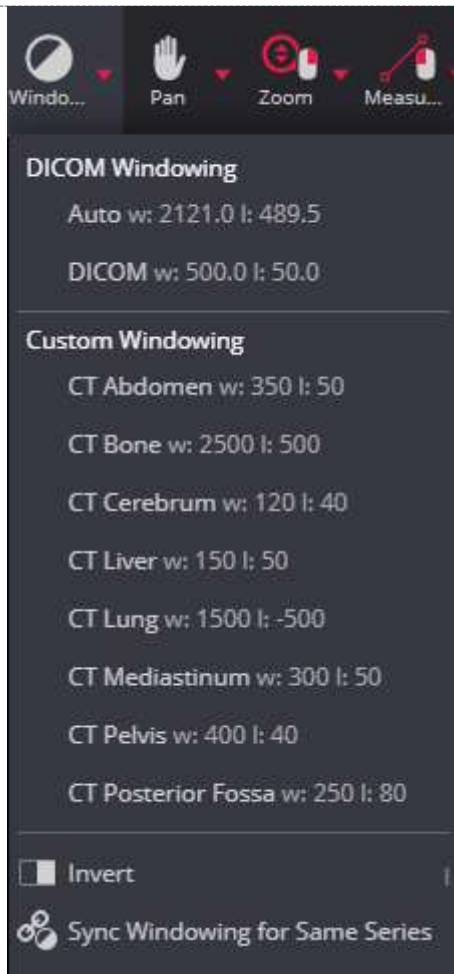 Windo... Pan Zoom Measu...
DICOM Windowing
Auto w: 2121.0 l: 489.5
DICOM w: 500.0 l: 50.0
Custom Windowing
CT Abdomen w: 350 l: 50
CT Bone w: 2500 l: 500
CT Cerebrum w: 120 l: 40
CT Liver w: 150 l: 50
CT Lung w: 1500 l: -500
CT Mediastinum w: 300 l: 50
CT Pelvis w: 400 l: 40
CT Posterior Fossa w: 250 l: 80
Invert I
Sync Windowing for Same Series